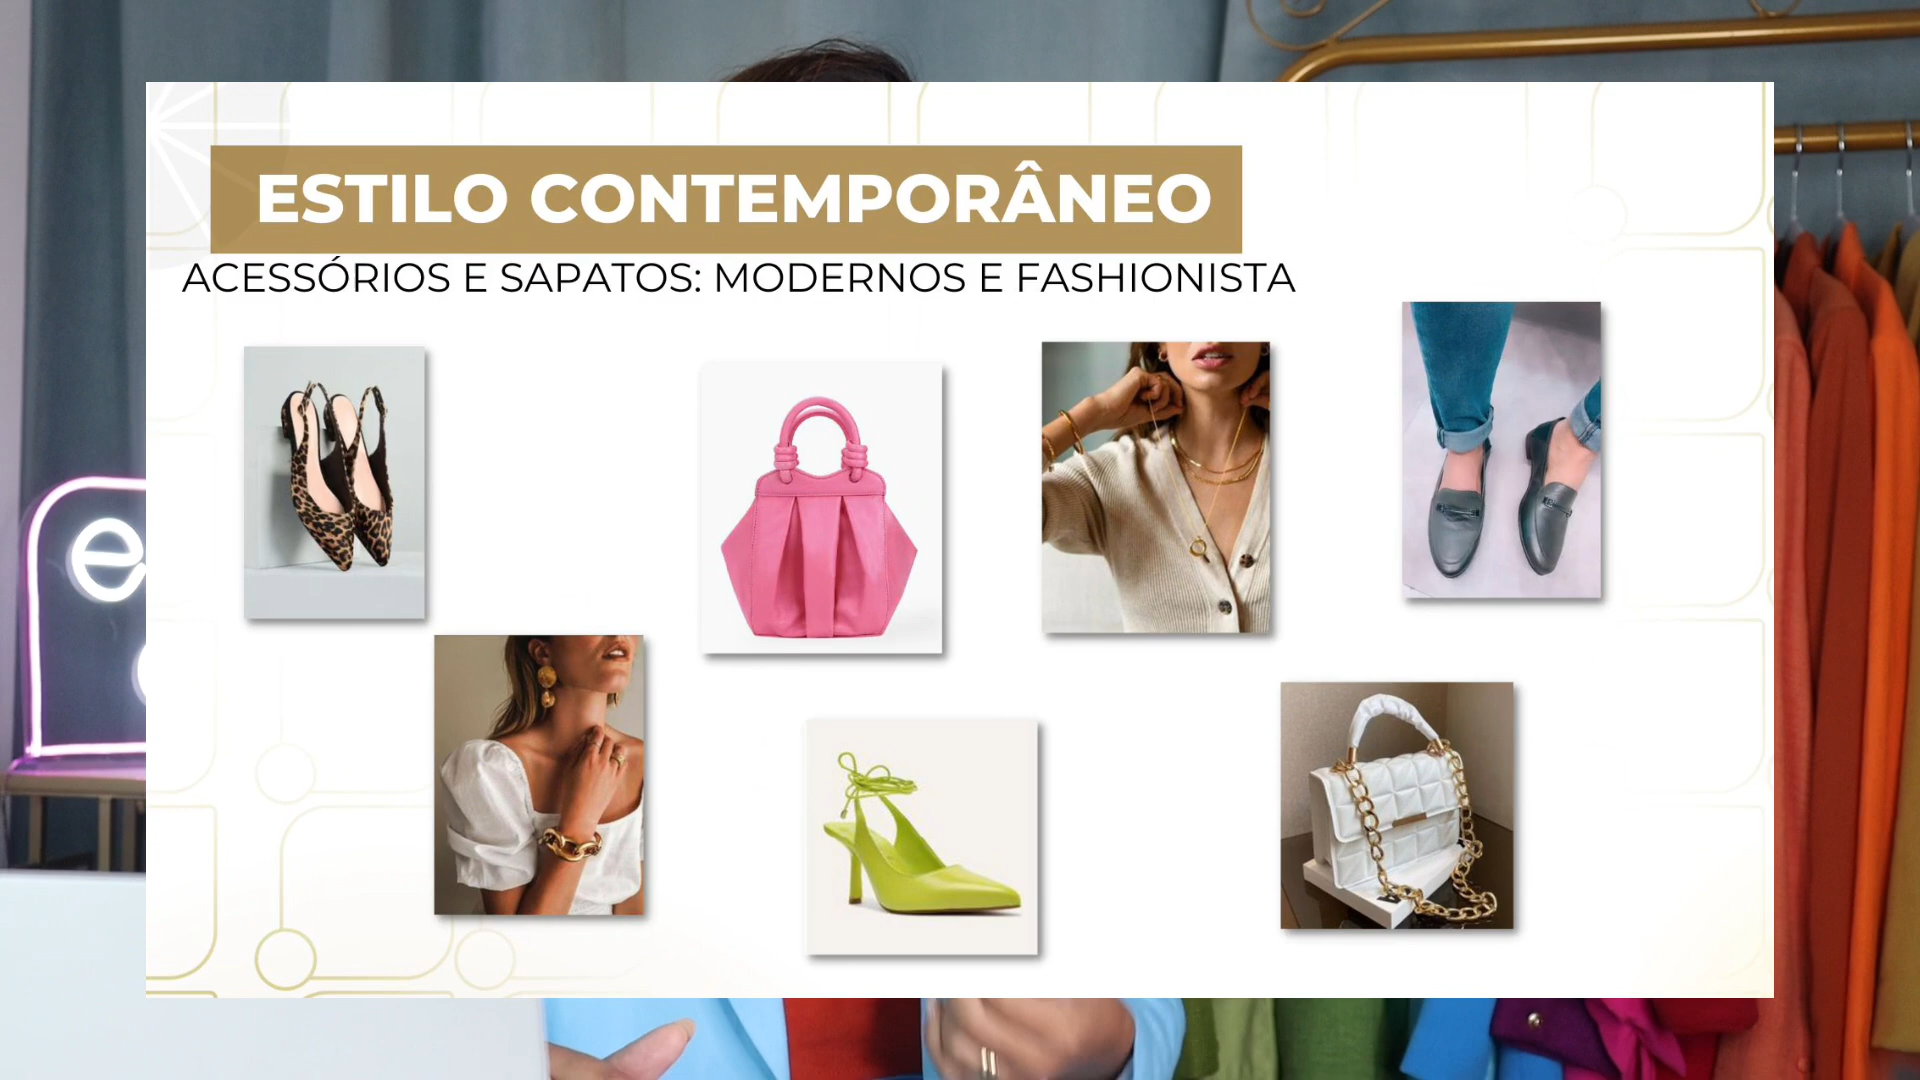 ESTILO CONTEMPORÂNEO
ACESSÓRIOS E SAPATOS: MODERNOS E FASHIONISTA
e